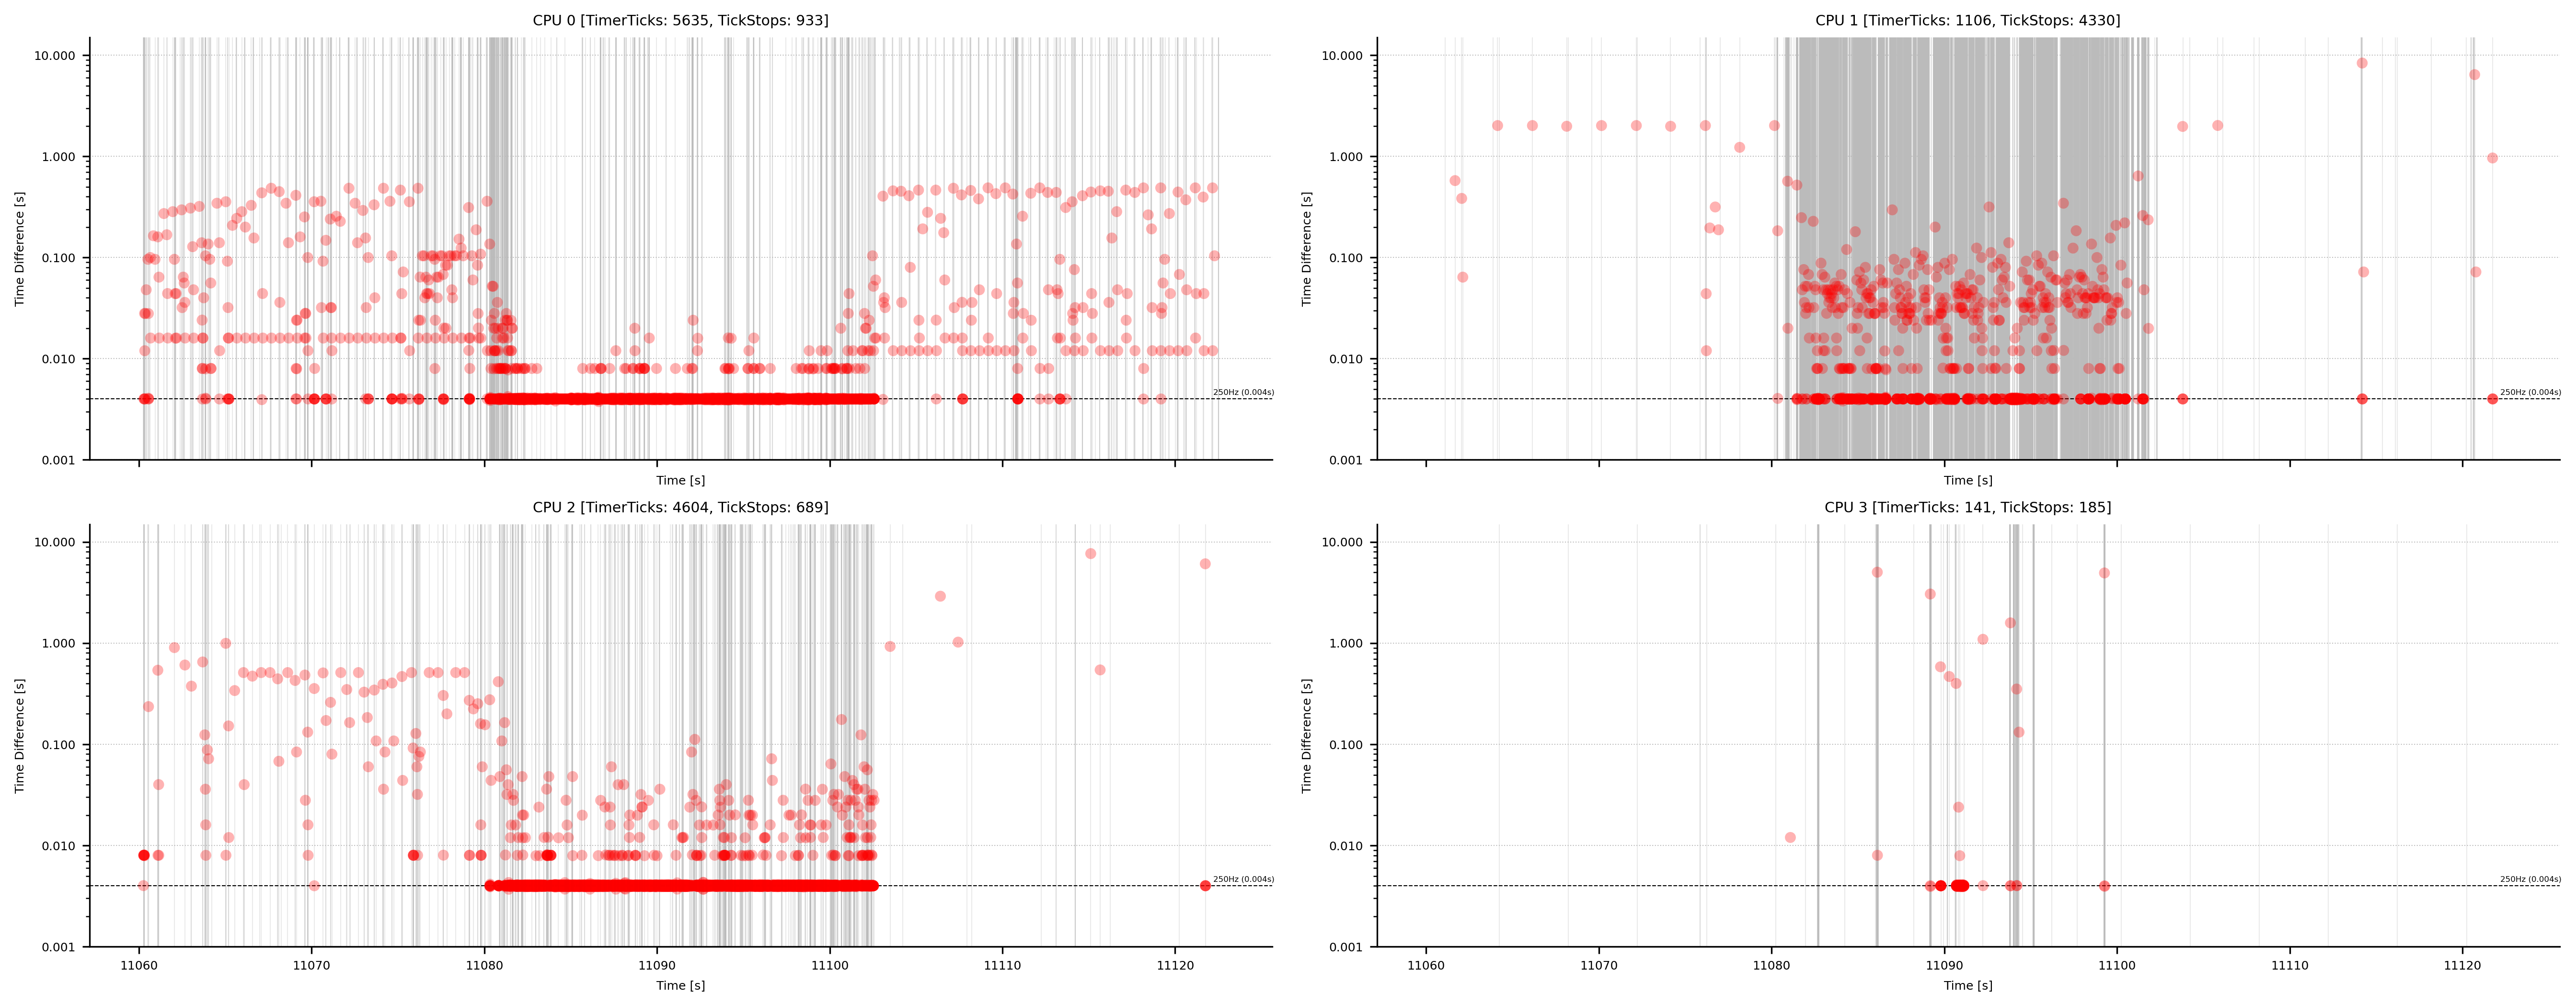 CPU 0 [TimerTicks: 5635, TickStops: 933]
10.000
1.000
0.100
0.010
0.001
Time Difference [s]
250Hz (0.004s)
Time [s]
CPU 1 [TimerTicks: 1106, TickStops: 4330]
10.000
1.000
0.100
0.010
0.001
Time Difference [s]
250Hz (0.004s)
Time [s]
CPU 2 [TimerTicks: 4604, TickStops: 689]
10.000
1.000
0.100
0.010
0.001
Time Difference [s]
250Hz (0.004s)
11060 11070 11080 11090 11100 11110 11120
Time [s]
CPU 3 [TimerTicks: 141, TickStops: 185]
10.000
1.000
0.100
0.010
0.001
Time Difference [s]
250Hz (0.004s)
11060 11070 11080 11090 11100 11110 11120
Time [s]